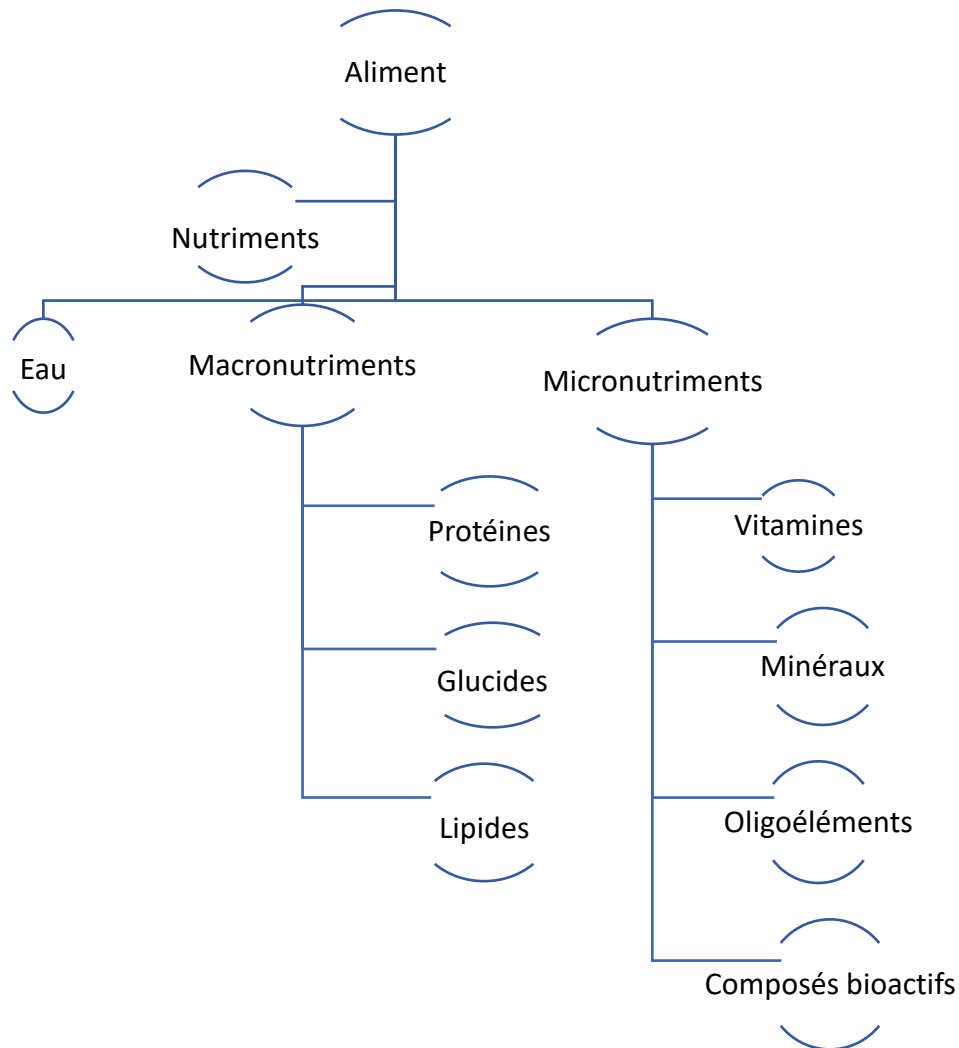 Aliment
Nutriments
Eau
Macronutriments
Micronutriments
Protéines
Glucides
Lipides
Vitamines
Minéraux
Oligoéléments
Composés bioactifs